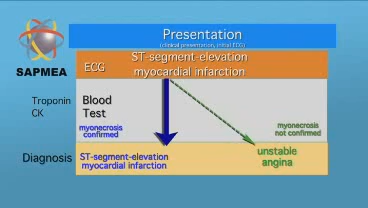 Presentation
(clinical presentation, initial ECG)
SAPMEA
ECG
ST-segment-elevation
myocardial infarction
Troponin
CK
Blood
Test
myonecrosis
confirmed
myonecrosis
not confirmed
Diagnosis
ST-segment-elevation
myocardial infarction
unstable
angina